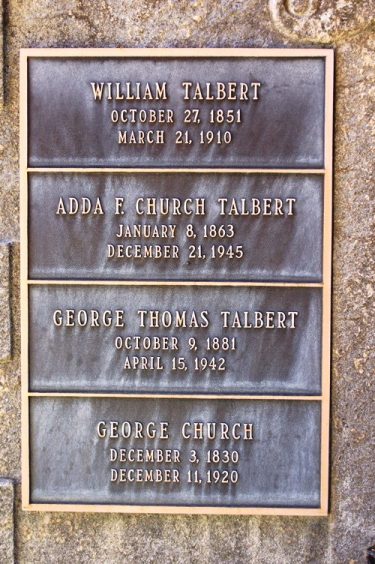 WILLIAM TALBERT
OCTOBER 27, 1851
MARCH 21, 1910
ADDA F. CHURCH TALBERT
JANUARY 8, 1863
DECEMBER 21, 1945
GEORGE THOMAS TALBERT
OCTOBER 9, 1881
APRIL 15, 1942
GEORGE CHURCH
DECEMBER 3, 1830
DECEMBER 11, 1920